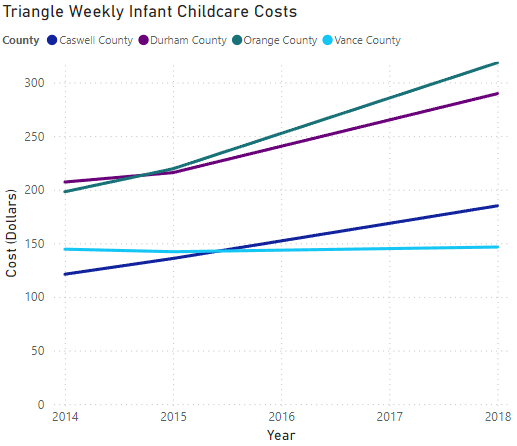 Triangle Weekly Infant Childcare Costs
County Caswell County Durham County Orange County Vance County
300
250
200
150
100
50
0
Cost (Dollars)
2014 2015 2016 2017 2018
Year